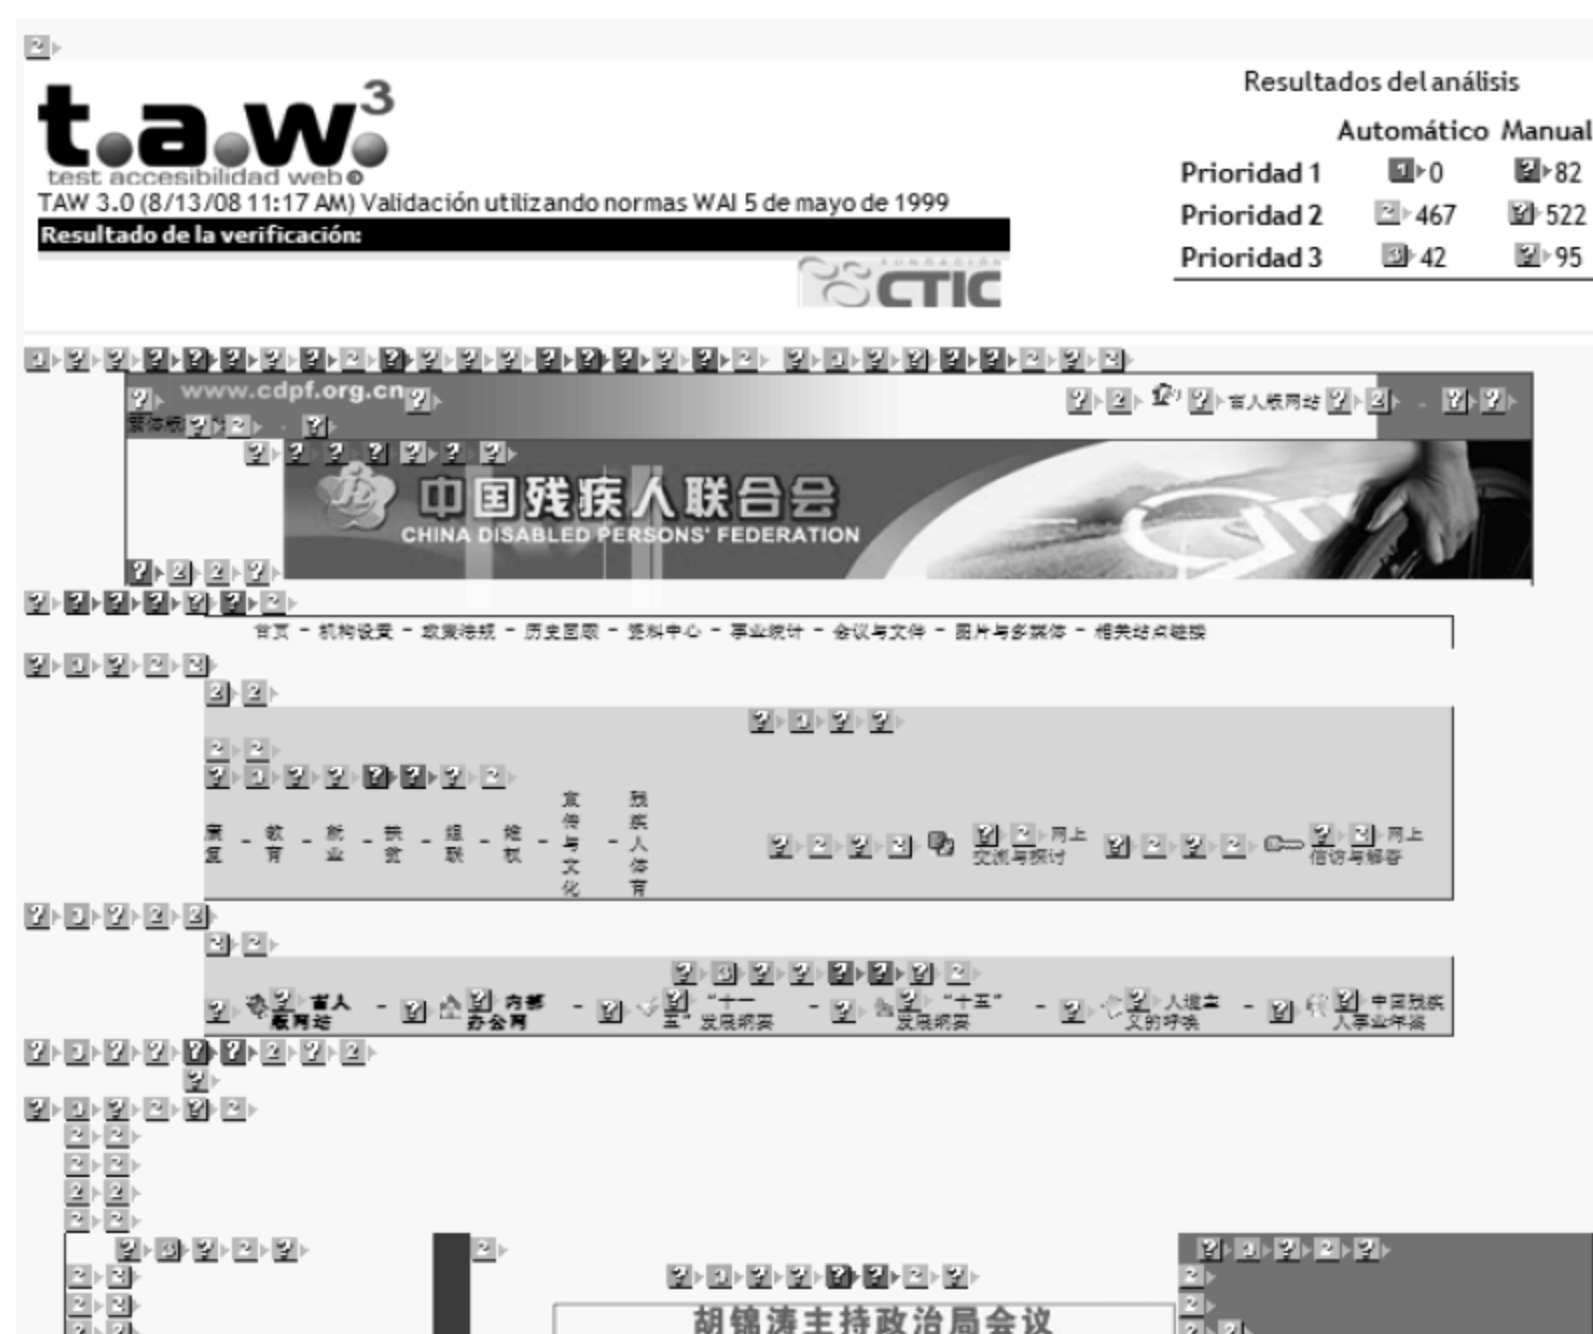 Resultados del análisis
Automático Manual
Prioridad 1 1 0 ? 82
Prioridad 2 2 467 ? 522
Prioridad 3 3 42 ? 95
t.a.w.3
test accesibilidad web
TAW 3.0 (8/13/08 11:17 AM) Validación utilizando normas WAI 5 de mayo de 1999
Resultado de la verificación:
FUNDACIÓN
CTIC
www.cdpf.org.cn
盲人版网站
中国残疾人联合会
CHINA DISABLED PERSONS' FEDERATION
首页 - 机构设置 - 政策法规 - 历史回顾 - 资料中心 - 事业统计 - 会议与文件 - 图片与多媒体 - 相关站点链接
康复 - 教育 - 就业 - 扶贫 - 组联 - 维权 - 宣传与文化 - 残疾人体育
网上交流与探讨
网上信访与解答
盲人版网站 - 内部办公网 - “十一五”发展纲要 - “十五”发展纲要 - 人道主义的呼唤 - 中国残疾人事业年鉴
胡锦涛主持政治局会议